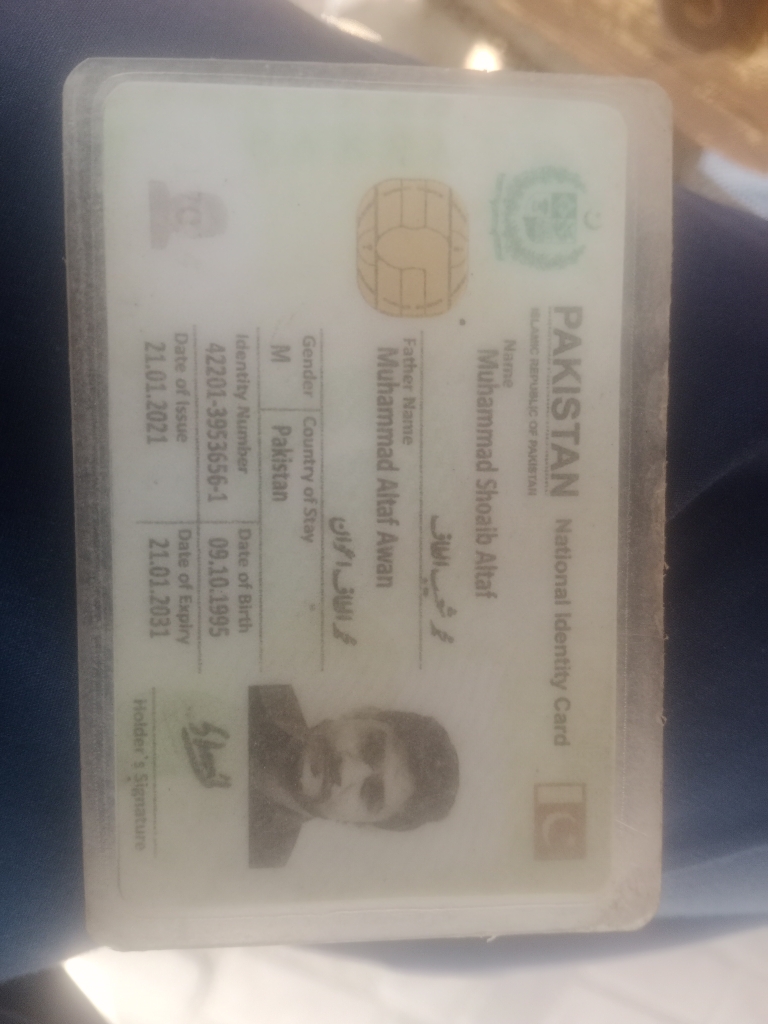 PAKISTAN National Identity Card
ISLAMIC REPUBLIC OF PAKISTAN
Name
Muhammad Shoaib Altaf
محمد شعیب الطاف
Father Name
Muhammad Altaf Awan
محمد الطاف اعوان
Gender Country of Stay
M Pakistan
Identity Number Date of Birth
42201-3953656-1 09.10.1995
Date of Issue Date of Expiry
21.01.2021 21.01.2031
Holder's Signature